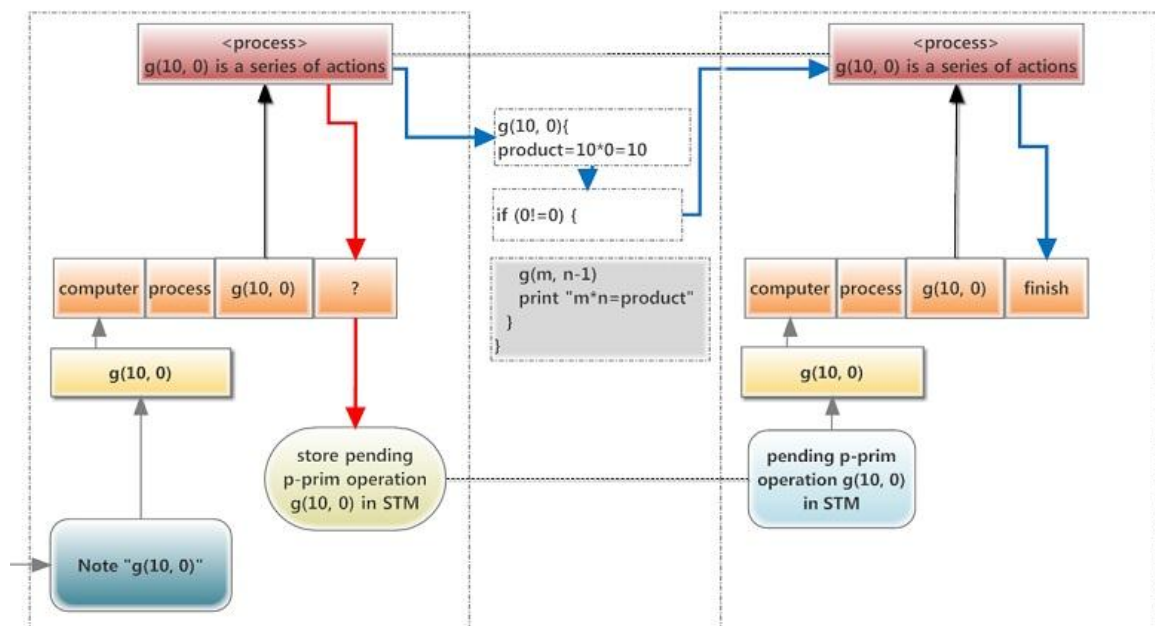 <process>
g(10, 0) is a series of actions
computer
process
g(10, 0)
?
g(10, 0)
Note "g(10, 0)"
store pending
p-prim operation
g(10, 0) in STM
g(10, 0){
product=10*0=10
if (0!=0) {
g(m, n-1)
print "m*n=product"
}
}
<process>
g(10, 0) is a series of actions
computer
process
g(10, 0)
finish
g(10, 0)
pending p-prim
operation g(10, 0)
in STM